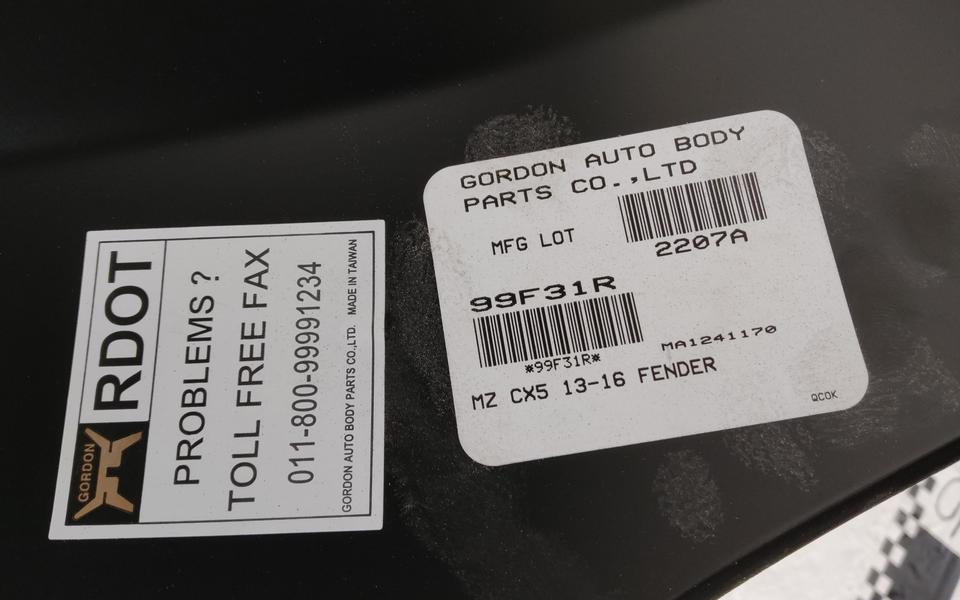 GORDON
RDOT
PROBLEMS ?
TOLL FREE FAX
011-800-99991234
GORDON AUTO BODY PARTS CO.,LTD. MADE IN TAIWAN
GORDON AUTO BODY
PARTS CO.,LTD
MFG LOT
2207A
99F31R
*99F31R*
MA1241170
MZ CX5 13-16 FENDER
QCOK